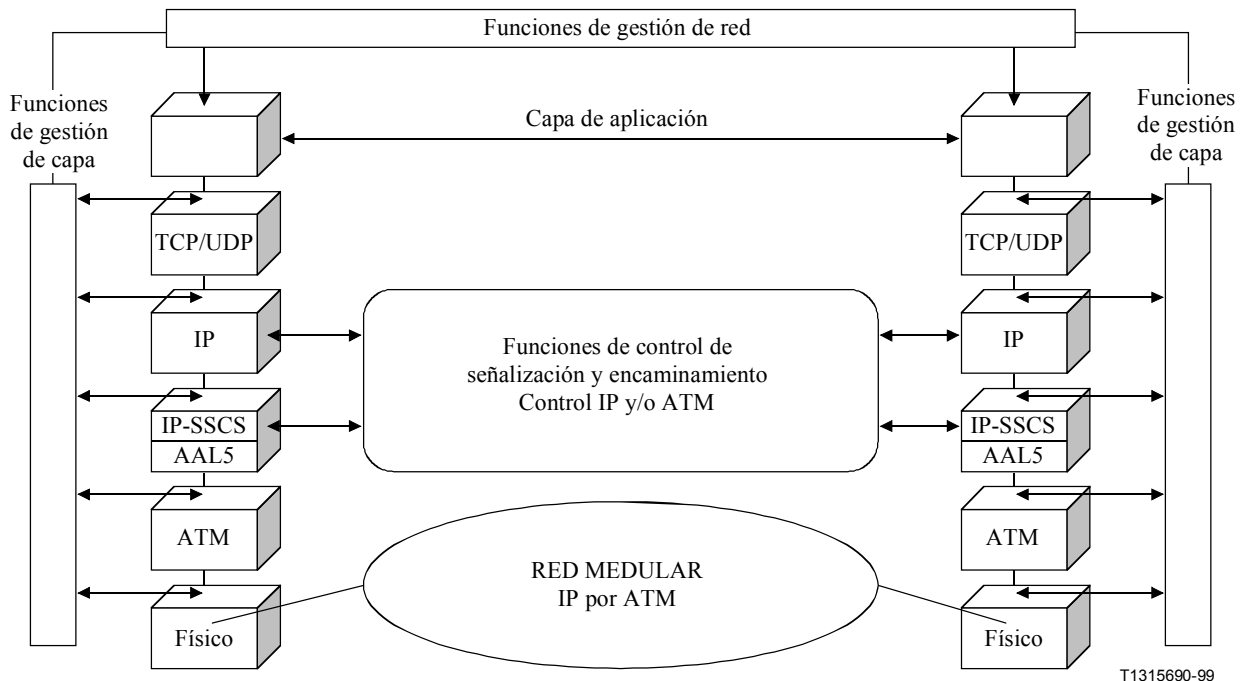 Funciones de gestión de red
Funciones
de gestión
de capa
Capa de aplicación
Funciones
de gestión
de capa
TCP/UDP
TCP/UDP
IP
Funciones de control de
señalización y encaminamiento
Control IP y/o ATM
IP
IP-SSCS
AAL5
IP-SSCS
AAL5
ATM
RED MEDULAR
IP por ATM
ATM
Físico
Físico
T1315690-99